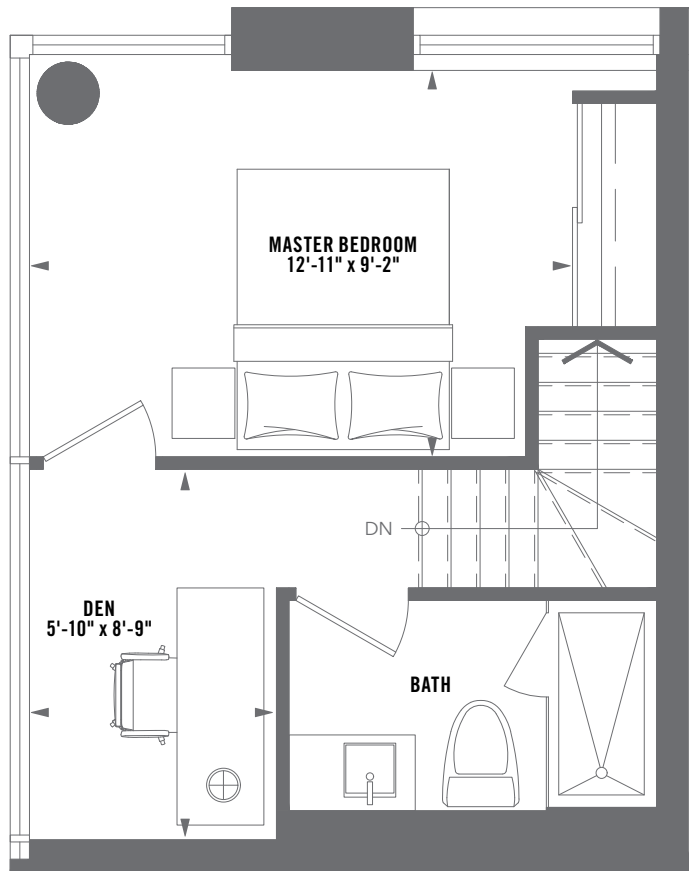 MASTER BEDROOM
12'-11" x 9'-2"
DN
DEN
5'-10" x 8'-9"
BATH